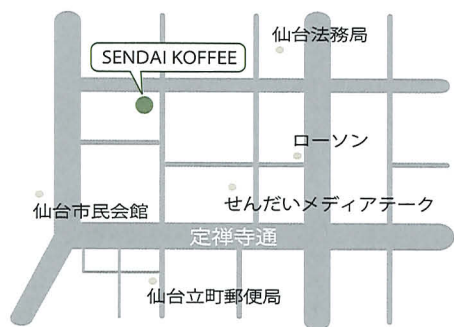 仙台法務局
SENDAI KOFFEE
ローソン
せんだいメディアテーク
仙台市民会館
定禅寺通
仙台立町郵便局